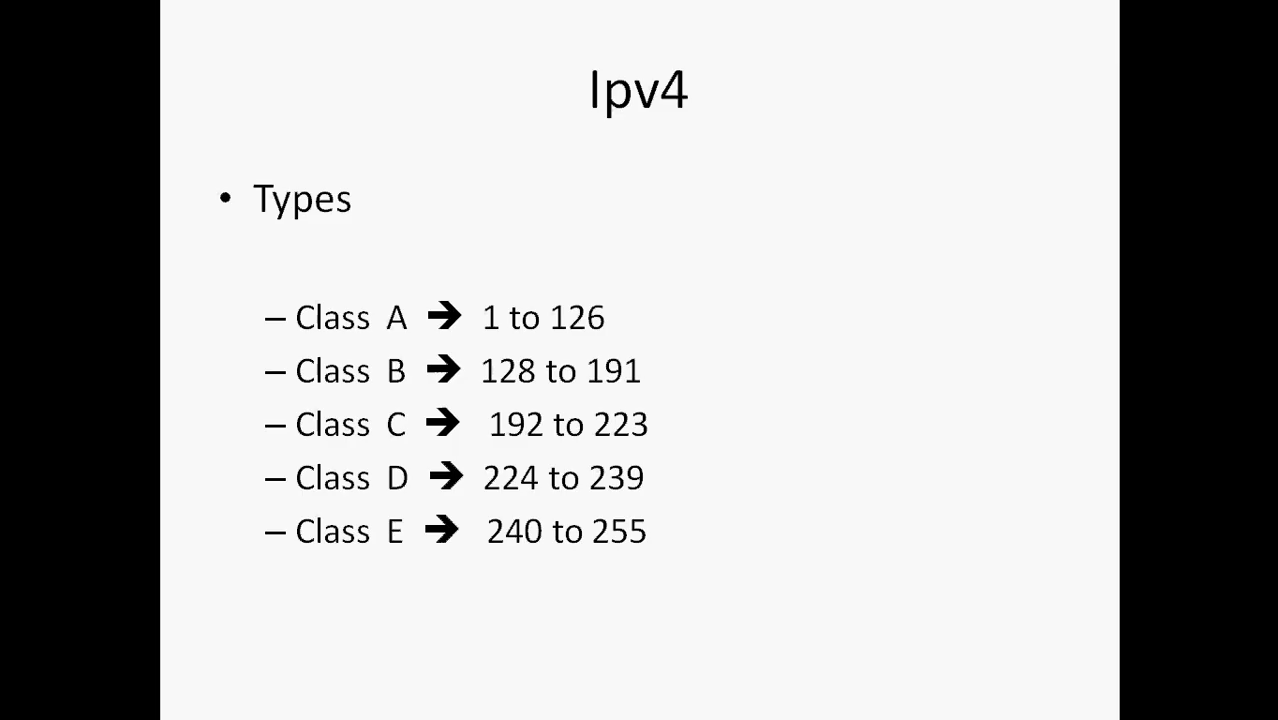 Ipv4
• Types
– Class A ➔ 1 to 126
– Class B ➔ 128 to 191
– Class C ➔ 192 to 223
– Class D ➔ 224 to 239
– Class E ➔ 240 to 255